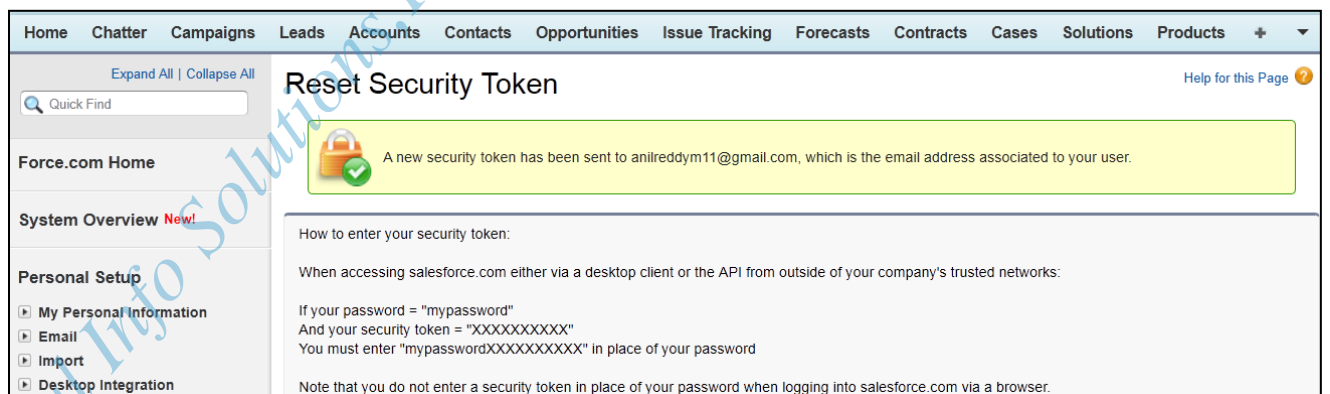 Home Chatter Campaigns Leads Accounts Contacts Opportunities Issue Tracking Forecasts Contracts Cases Solutions Products +
Expand All | Collapse All
Quick Find
Force.com Home
System Overview New!
Personal Setup
My Personal Information
Email
Import
Desktop Integration
Reset Security Token
Help for this Page ?
A new security token has been sent to anilreddym11@gmail.com, which is the email address associated to your user.
How to enter your security token:
When accessing salesforce.com either via a desktop client or the API from outside of your company's trusted networks:
If your password = "mypassword"
And your security token = "XXXXXXXXXX"
You must enter "mypasswordXXXXXXXXXX" in place of your password
Note that you do not enter a security token in place of your password when logging into salesforce.com via a browser.
Info Solutions